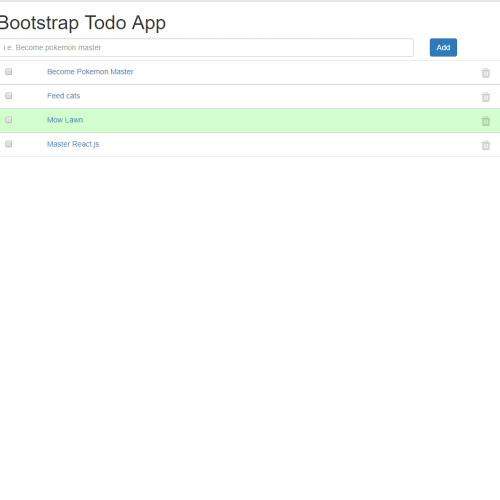 Bootstrap Todo App
i.e. Become pokemon master
Add
Become Pokemon Master
Feed cats
Mow Lawn
Master React.js